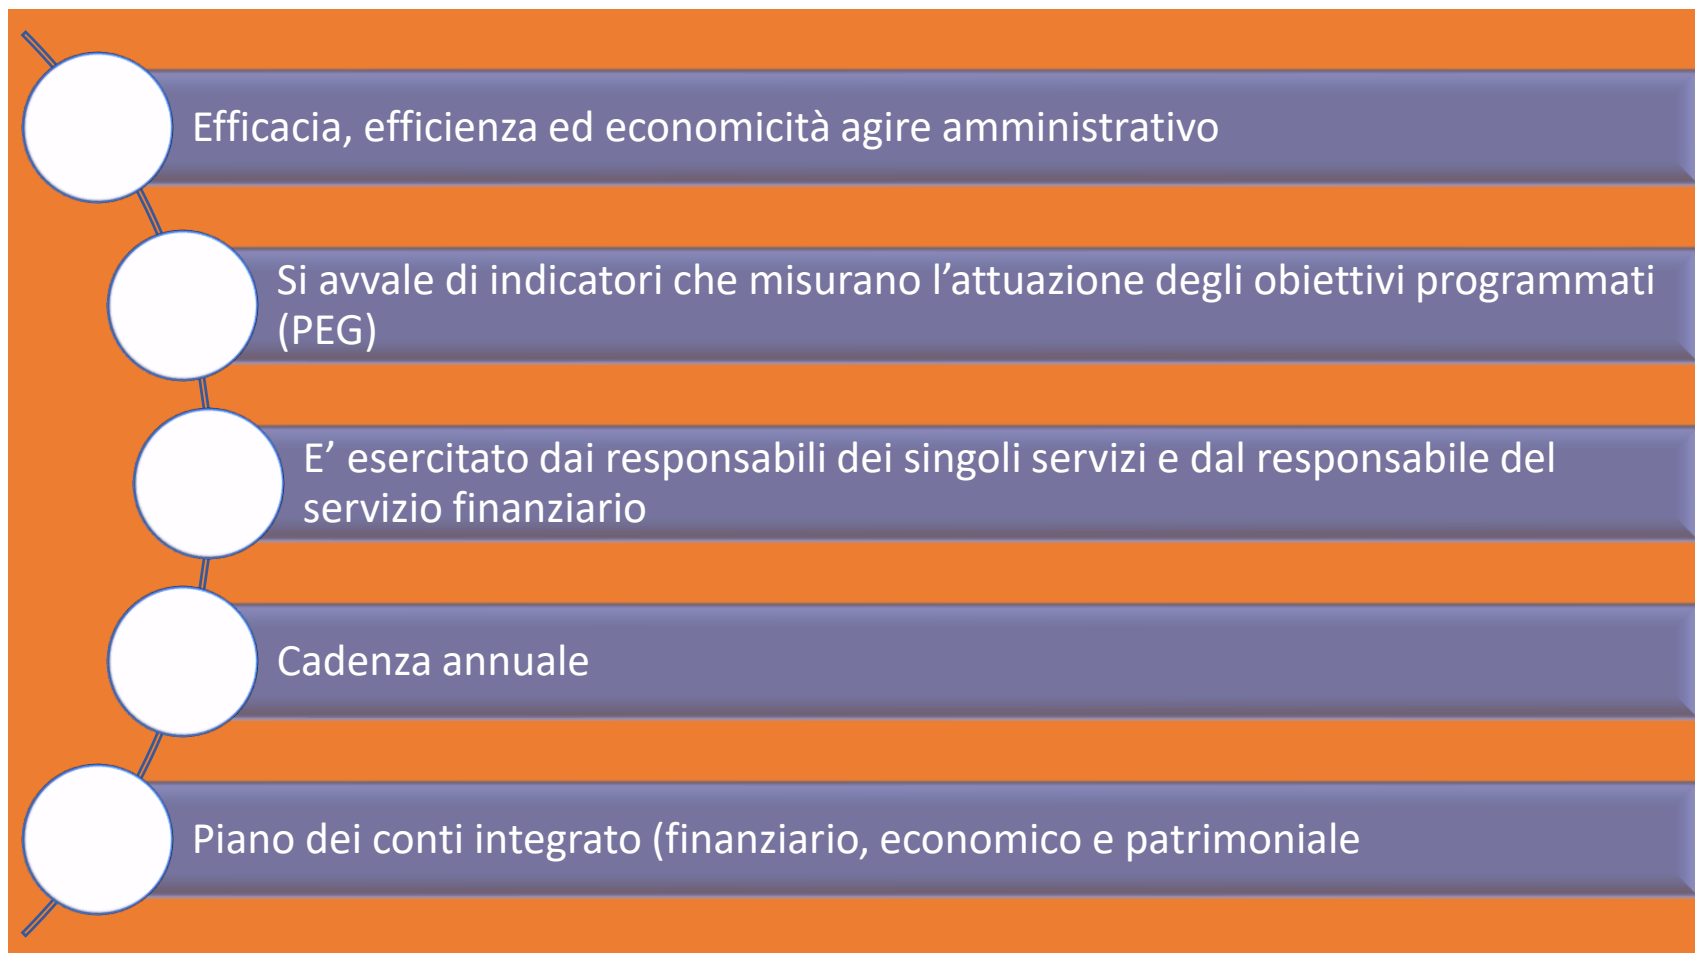 Efficacia, efficienza ed economicità agire amministrativo
Si avvale di indicatori che misurano l’attuazione degli obiettivi programmati
(PEG)
E’ esercitato dai responsabili dei singoli servizi e dal responsabile del
servizio finanziario
Cadenza annuale
Piano dei conti integrato (finanziario, economico e patrimoniale